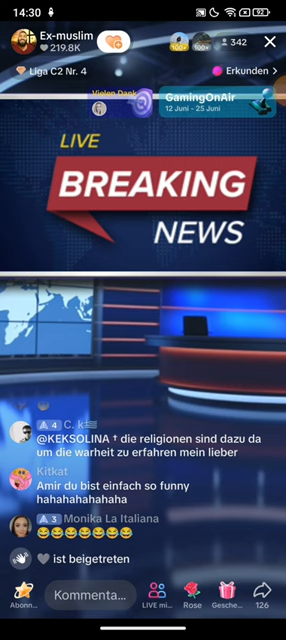 14:30
92
Ex-muslim
219.8K
100+
100+
342
Liga C2 Nr. 4
Erkunden >
Vielen Dank
GamingOnAir
12 Juni - 25 Juni
LIVE
BREAKING
NEWS
4 C. k
@KEKSOLINA † die religionen sind dazu da
um die warheit zu erfahren mein lieber
Kitkat
Amir du bist einfach so funny
hahahahahahaha
3 Monika La Italiana
😂😂😂😂😂😂😂
🩶 ist beigetreten
Abonn...
Kommenta...
LIVE mi...
Rose
Gesche...
126